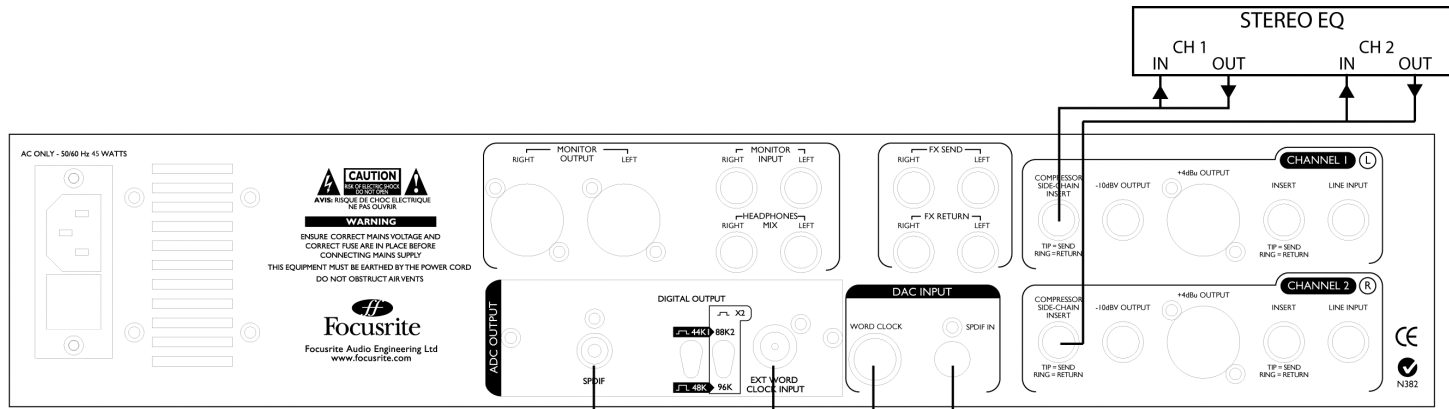 STEREO EQ
CH 1 CH 2
IN OUT IN OUT
AC ONLY - 50/60 Hz 45 WATTS
CAUTION
RISK OF ELECTRIC SHOCK
DO NOT OPEN
AVIS: RISQUE DE CHOC ELECTRIQUE
NE PAS OUVRIR
WARNING
ENSURE CORRECT MAINS VOLTAGE AND
CORRECT FUSE ARE IN PLACE BEFORE
CONNECTING MAINS SUPPLY
THIS EQUIPMENT MUST BE EARTHED BY THE POWER CORD
DO NOT OBSTRUCT AIR VENTS
ff
Focusrite
Focusrite Audio Engineering Ltd
www.focusrite.com
MONITOR
OUTPUT
RIGHT LEFT
MONITOR
INPUT
RIGHT LEFT
HEADPHONES
MIX
RIGHT LEFT
FX SEND
RIGHT LEFT
FX RETURN
RIGHT LEFT
ADC OUTPUT
SPDIF
DIGITAL OUTPUT
X2
44K1 88K2
48K 96K
EXT WORD
CLOCK INPUT
DAC INPUT
WORD CLOCK
SPDIF IN
CHANNEL 1 L
COMPRESSOR
SIDE-CHAIN
INSERT
TIP = SEND
RING = RETURN
-10dBV OUTPUT
+4dBu OUTPUT
INSERT
TIP = SEND
RING = RETURN
LINE INPUT
CHANNEL 2 R
COMPRESSOR
SIDE-CHAIN
INSERT
TIP = SEND
RING = RETURN
-10dBV OUTPUT
+4dBu OUTPUT
INSERT
TIP = SEND
RING = RETURN
LINE INPUT
CE
N382